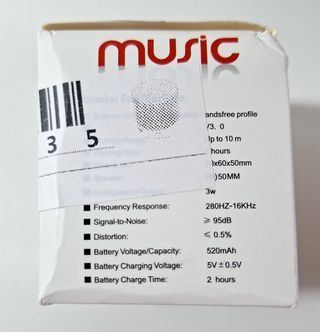 music
35
andsfree profile
V3. 0
Up to 10 m
hours
x60x50mm
50MM
3w
Frequency Response: 280HZ-16KHz
Signal-to-Noise: ≥ 95dB
Distortion: ≤ 0.5%
Battery Voltage/Capacity: 520mAh
Battery Charging Voltage: 5V±0.5V
Battery Charge Time: 2 hours